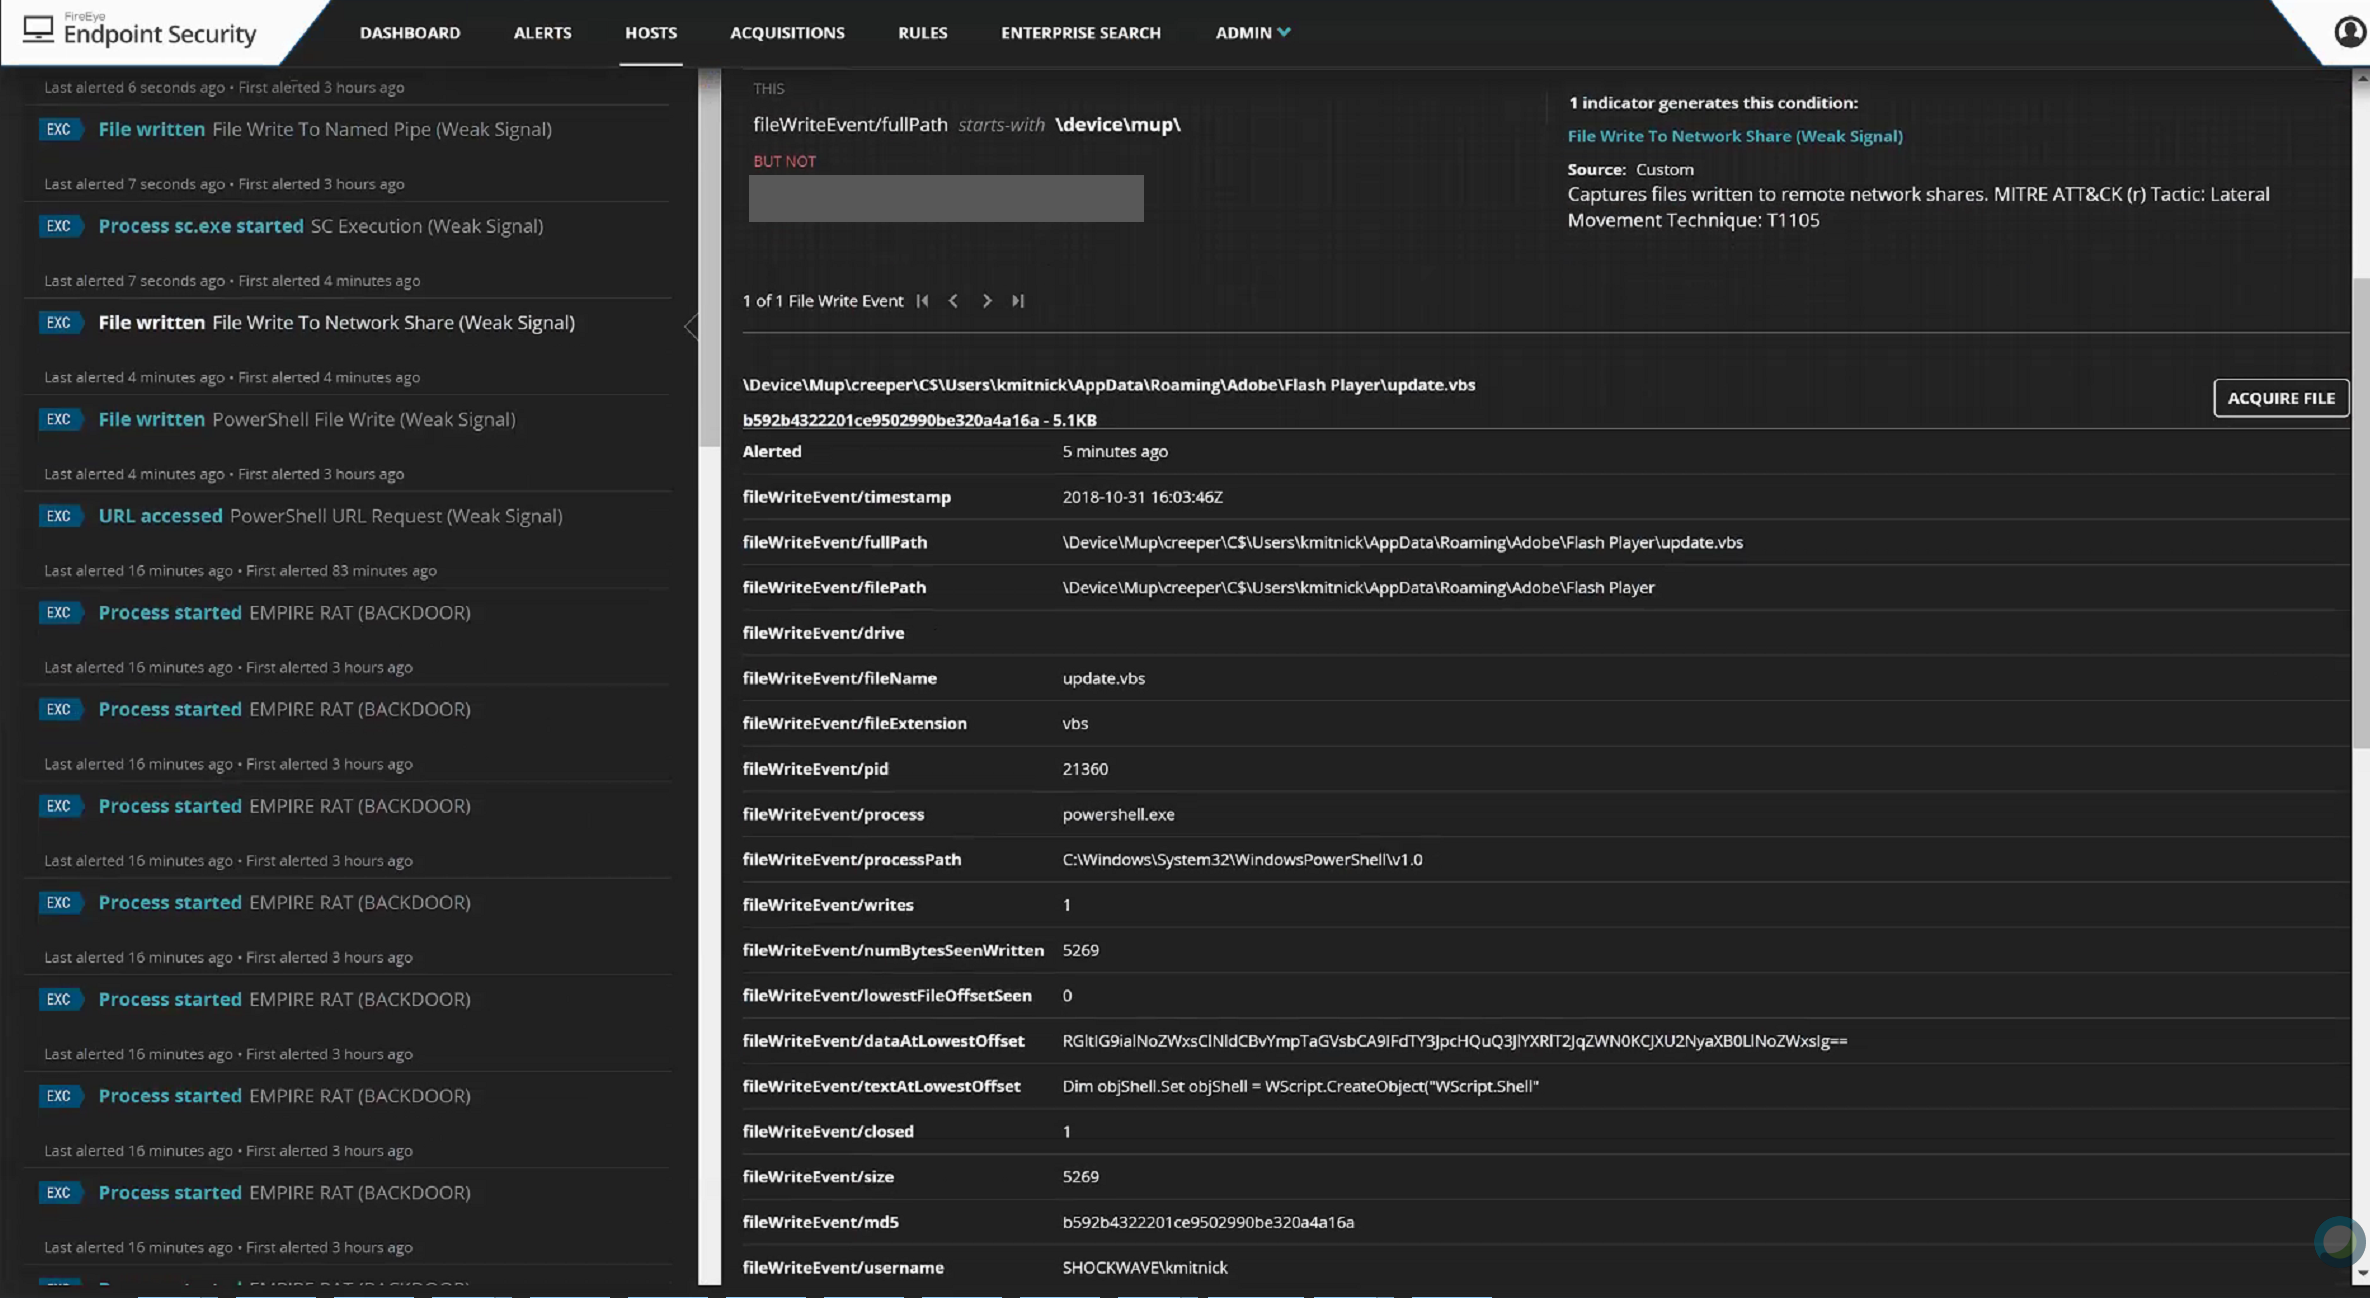 FireEye
Endpoint Security
DASHBOARD
ALERTS
HOSTS
ACQUISITIONS
RULES
ENTERPRISE SEARCH
ADMIN
Last alerted 6 seconds ago • First alerted 3 hours ago
EXC File written File Write To Named Pipe (Weak Signal)
Last alerted 7 seconds ago • First alerted 3 hours ago
EXC Process sc.exe started SC Execution (Weak Signal)
Last alerted 7 seconds ago • First alerted 4 minutes ago
EXC File written File Write To Network Share (Weak Signal)
Last alerted 4 minutes ago • First alerted 4 minutes ago
EXC File written PowerShell File Write (Weak Signal)
Last alerted 4 minutes ago • First alerted 3 hours ago
EXC URL accessed PowerShell URL Request (Weak Signal)
Last alerted 16 minutes ago • First alerted 83 minutes ago
EXC Process started EMPIRE RAT (BACKDOOR)
Last alerted 16 minutes ago • First alerted 3 hours ago
EXC Process started EMPIRE RAT (BACKDOOR)
Last alerted 16 minutes ago • First alerted 3 hours ago
EXC Process started EMPIRE RAT (BACKDOOR)
Last alerted 16 minutes ago • First alerted 3 hours ago
EXC Process started EMPIRE RAT (BACKDOOR)
Last alerted 16 minutes ago • First alerted 3 hours ago
EXC Process started EMPIRE RAT (BACKDOOR)
Last alerted 16 minutes ago • First alerted 3 hours ago
EXC Process started EMPIRE RAT (BACKDOOR)
Last alerted 16 minutes ago • First alerted 3 hours ago
EXC Process started EMPIRE RAT (BACKDOOR)
Last alerted 16 minutes ago • First alerted 3 hours ago
THIS
fileWriteEvent/fullPath starts-with \device\mup\
BUT NOT
1 indicator generates this condition:
File Write To Network Share (Weak Signal)
Source: Custom
Captures files written to remote network shares. MITRE ATT&CK (r) Tactic: Lateral
Movement Technique: T1105
1 of 1 File Write Event
\Device\Mup\creeper\C$\Users\kmitnick\AppData\Roaming\Adobe\Flash Player\update.vbs
b592b4322201ce9502990be320a4a16a - 5.1KB
ACQUIRE FILE
Alerted 5 minutes ago
fileWriteEvent/timestamp 2018-10-31 16:03:46Z
fileWriteEvent/fullPath \Device\Mup\creeper\C$\Users\kmitnick\AppData\Roaming\Adobe\Flash Player\update.vbs
fileWriteEvent/filePath \Device\Mup\creeper\C$\Users\kmitnick\AppData\Roaming\Adobe\Flash Player
fileWriteEvent/drive
fileWriteEvent/fileName update.vbs
fileWriteEvent/fileExtension vbs
fileWriteEvent/pid 21360
fileWriteEvent/process powershell.exe
fileWriteEvent/processPath C:\Windows\System32\WindowsPowerShell\v1.0
fileWriteEvent/writes 1
fileWriteEvent/numBytesSeenWritten 5269
fileWriteEvent/lowestFileOffsetSeen 0
fileWriteEvent/dataAtLowestOffset RGltIG9ialNoZWxsClNldCBvYmpTaGVsbCA9IFdTY3JpcHQuQ3JlYXRlT2JqZWN0KCJXU2NyaXB0LlNoZWxsIg==
fileWriteEvent/textAtLowestOffset Dim objShell.Set objShell = WScript.CreateObject("WScript.Shell"
fileWriteEvent/closed 1
fileWriteEvent/size 5269
fileWriteEvent/md5 b592b4322201ce9502990be320a4a16a
fileWriteEvent/username SHOCKWAVE\kmitnick